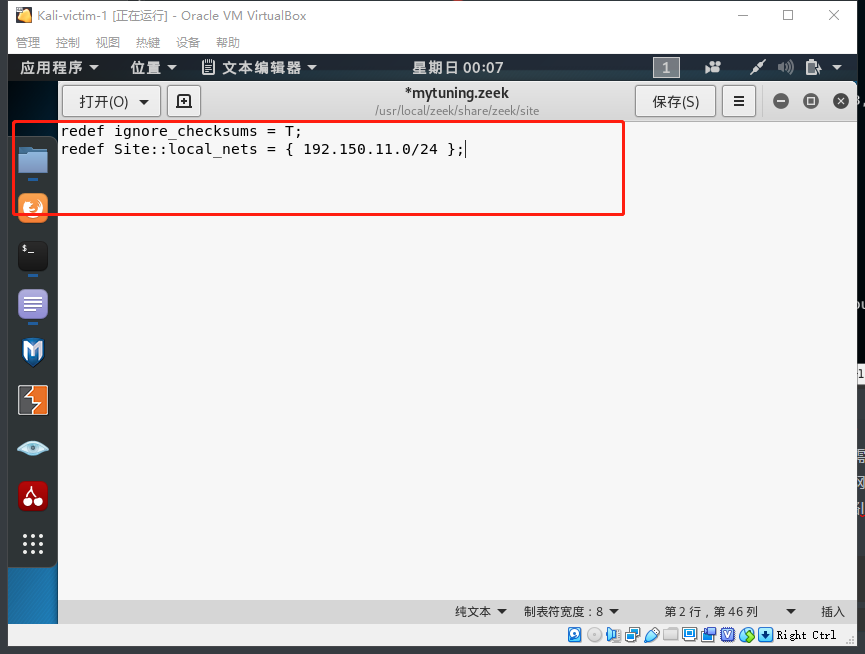 Kali-victim-1 [正在运行] - Oracle VM VirtualBox
管理 控制 视图 热键 设备 帮助
应用程序 位置 文本编辑器 星期日 00:07 1
打开(O) *mytuning.zeek 保存(S)
/usr/local/zeek/share/zeek/site
redef ignore_checksums = T;
redef Site::local_nets = { 192.150.11.0/24 };
$_
纯文本 制表符宽度：8 第 2 行，第 46 列 插入
Right Ctrl